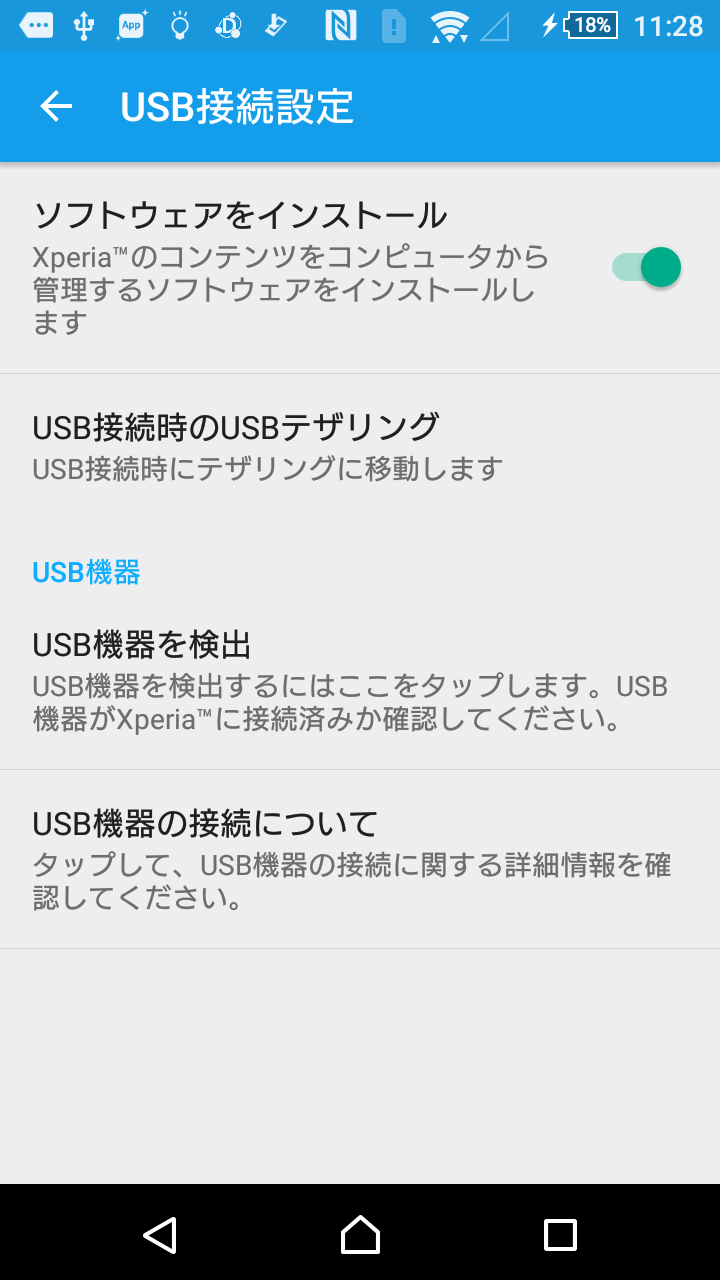 App 18% 11:28
USB接続設定
ソフトウェアをインストール
Xperia™のコンテンツをコンピュータから
管理するソフトウェアをインストールし
ます
USB接続時のUSBテザリング
USB接続時にテザリングに移動します
USB機器
USB機器を検出
USB機器を検出するにはここをタップします。USB
機器がXperia™に接続済みか確認してください。
USB機器の接続について
タップして、USB機器の接続に関する詳細情報を確
認してください。